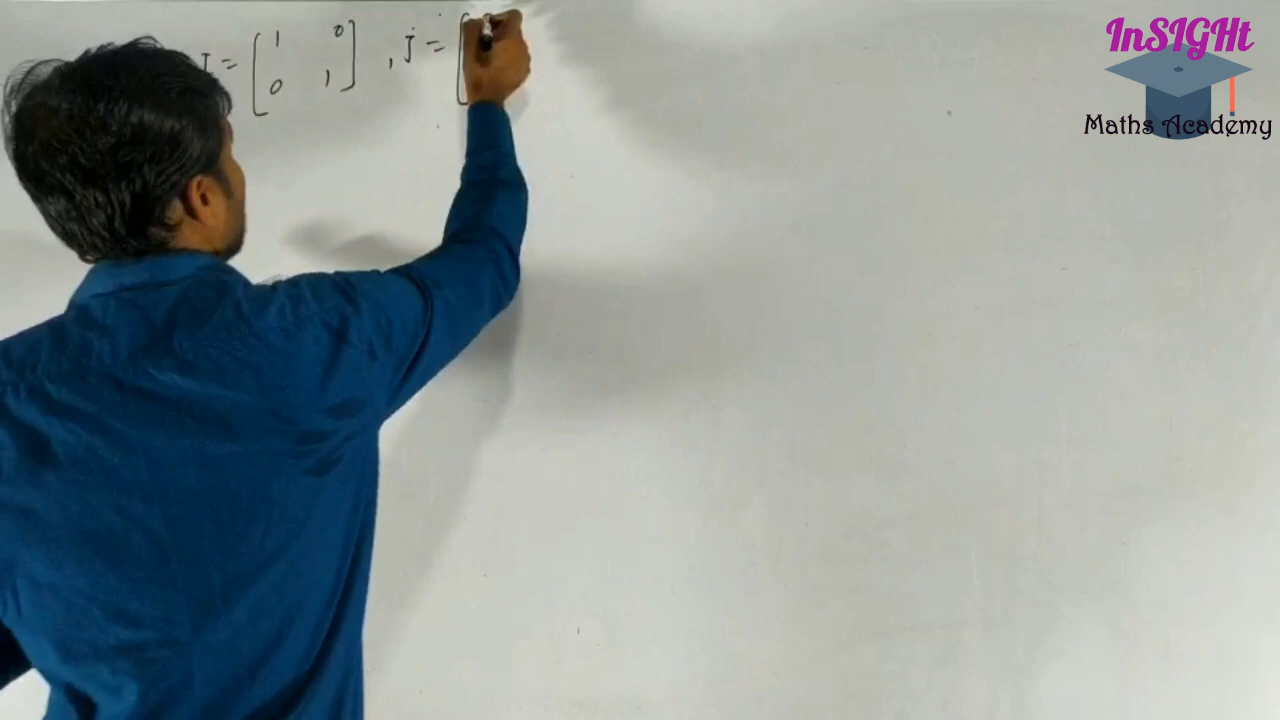 I = [ 1 0 , j = [
0 1 ]
InSIGHt
Maths Academy